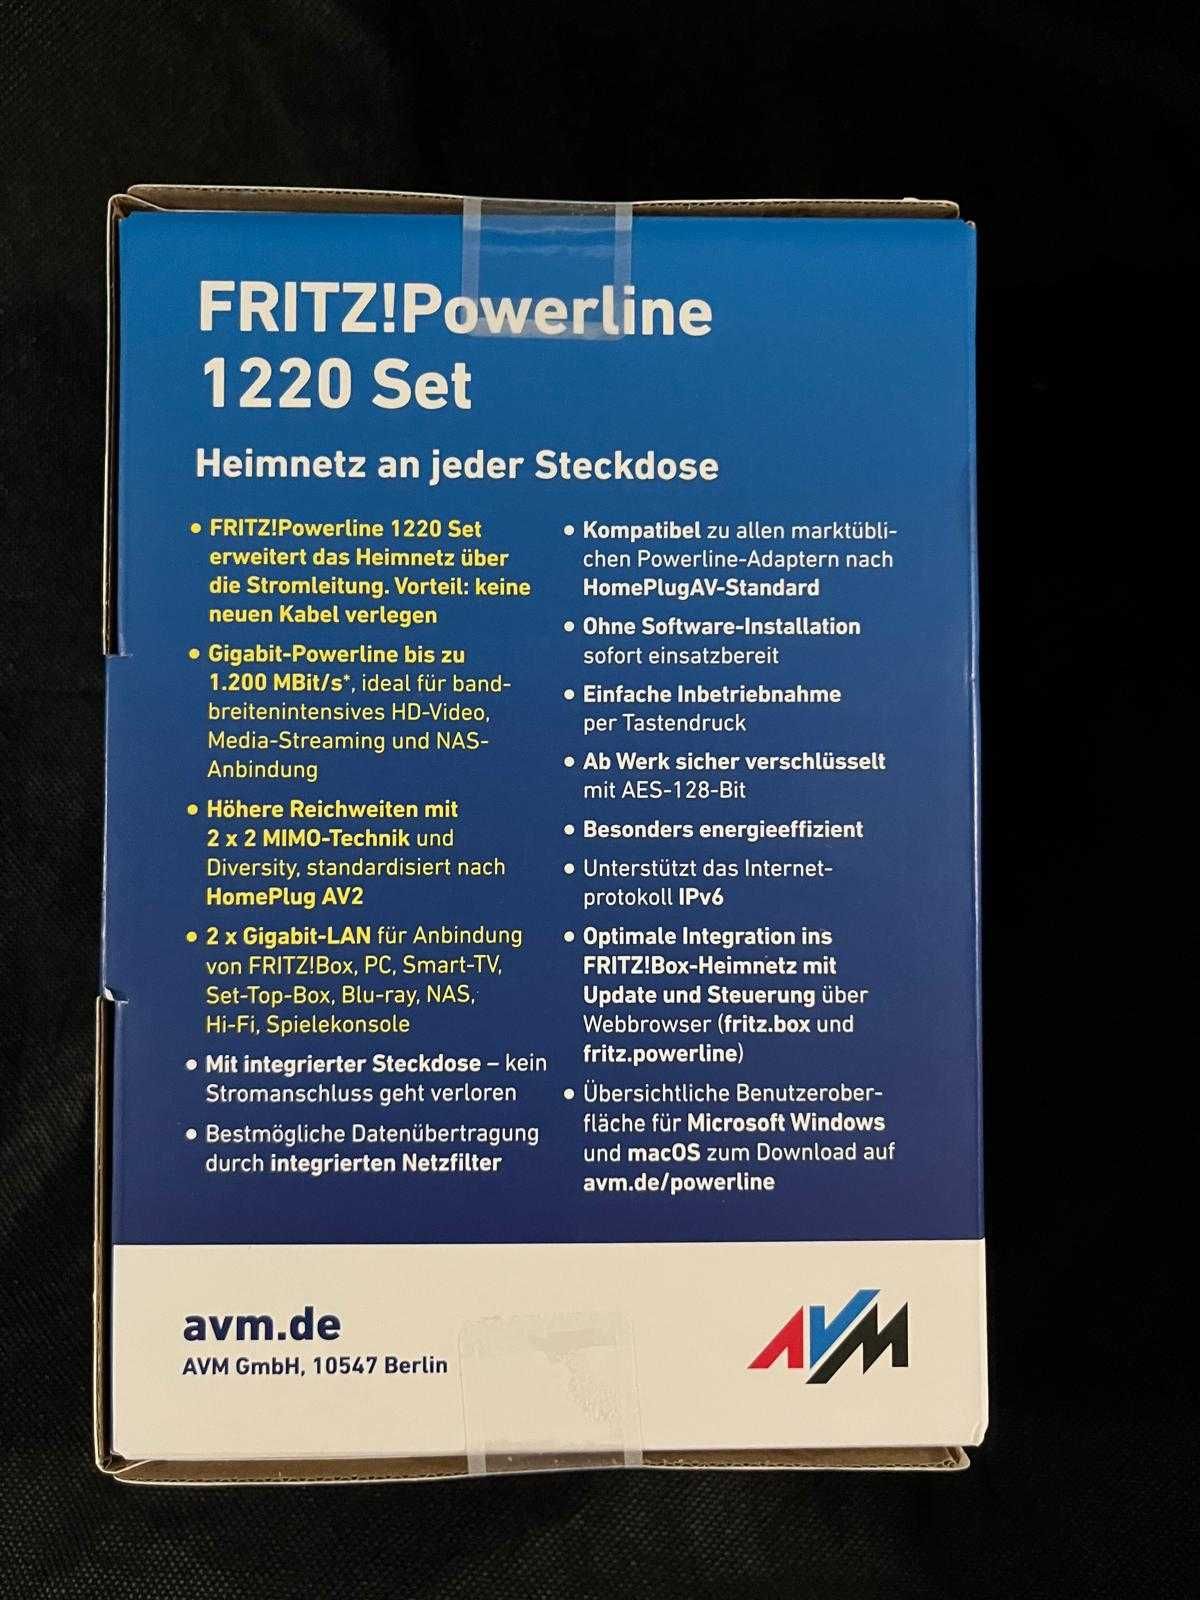 FRITZ!Powerline
1220 Set
Heimnetz an jeder Steckdose
• FRITZ!Powerline 1220 Set
erweitert das Heimnetz über
die Stromleitung. Vorteil: keine
neuen Kabel verlegen
• Gigabit-Powerline bis zu
1.200 MBit/s*, ideal für band-
breitenintensives HD-Video,
Media-Streaming und NAS-
Anbindung
• Höhere Reichweiten mit
2 x 2 MIMO-Technik und
Diversity, standardisiert nach
HomePlug AV2
• 2 x Gigabit-LAN für Anbindung
von FRITZ!Box, PC, Smart-TV,
Set-Top-Box, Blu-ray, NAS,
Hi-Fi, Spielekonsole
• Mit integrierter Steckdose – kein
Stromanschluss geht verloren
• Bestmögliche Datenübertragung
durch integrierten Netzfilter
• Kompatibel zu allen marktübli-
chen Powerline-Adaptern nach
HomePlugAV-Standard
• Ohne Software-Installation
sofort einsatzbereit
• Einfache Inbetriebnahme
per Tastendruck
• Ab Werk sicher verschlüsselt
mit AES-128-Bit
• Besonders energieeffizient
• Unterstützt das Internet-
protokoll IPv6
• Optimale Integration ins
FRITZ!Box-Heimnetz mit
Update und Steuerung über
Webbrowser (fritz.box und
fritz.powerline)
• Übersichtliche Benutzerober-
fläche für Microsoft Windows
und macOS zum Download auf
avm.de/powerline
avm.de
AVM GmbH, 10547 Berlin
AVM